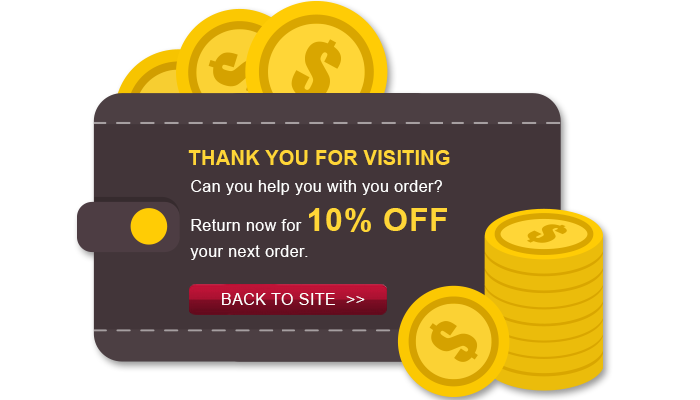 THANK YOU FOR VISITING
Can you help you with you order?
Return now for 10% OFF
your next order.
BACK TO SITE >>
$
$
$
$